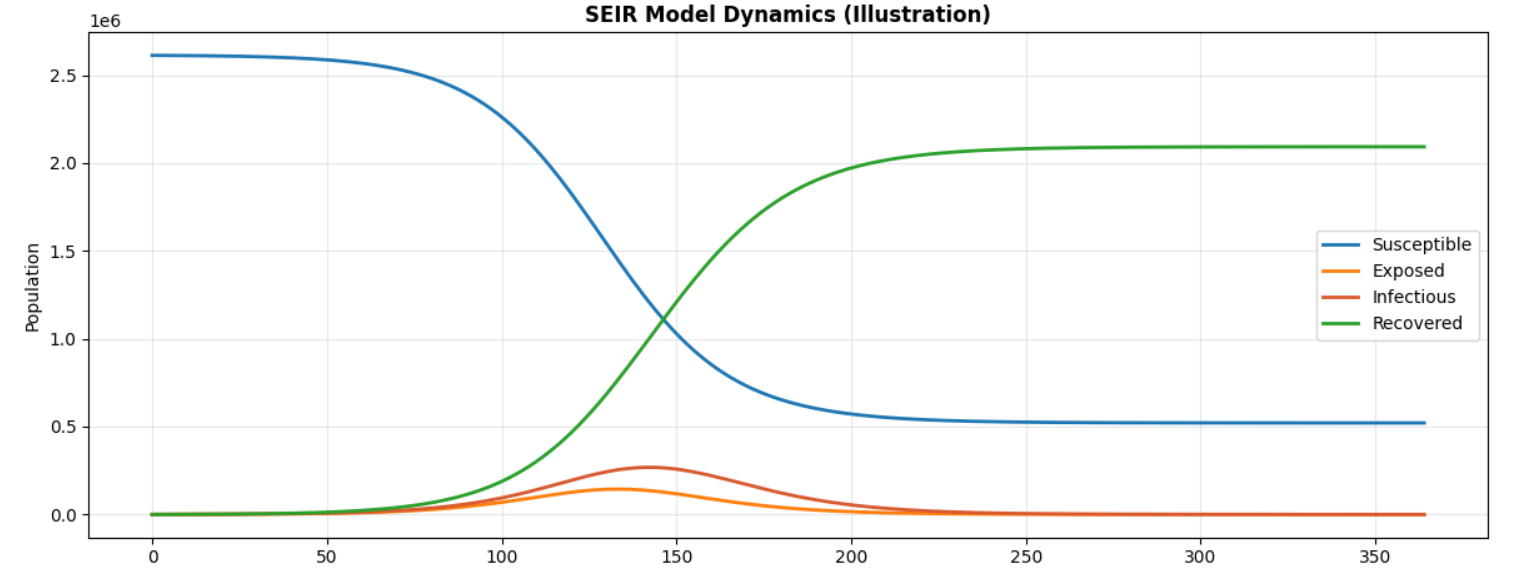 SEIR Model Dynamics (Illustration)
1e6
2.5
2.0
1.5
1.0
0.5
0.0
Population
Susceptible
Exposed
Infectious
Recovered
0 50 100 150 200 250 300 350